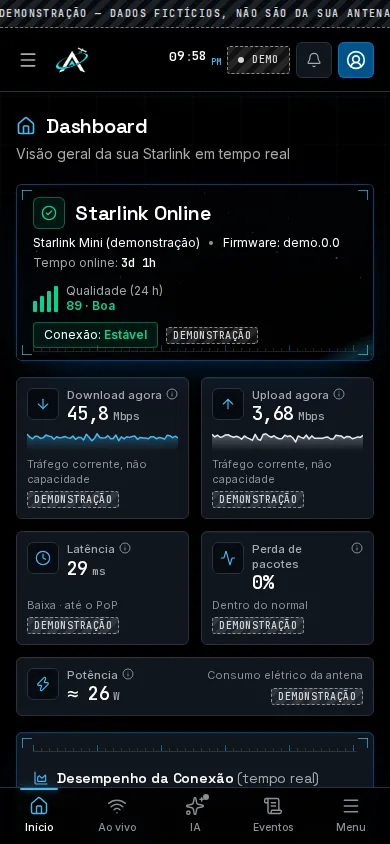 DEMONSTRAÇÃO — DADOS FICTÍCIOS, NÃO SÃO DA SUA ANTENA
09:58 PM
DEMO
Dashboard
Visão geral da sua Starlink em tempo real
Starlink Online
Starlink Mini (demonstração) • Firmware: demo.0.0
Tempo online: 3d 1h
Qualidade (24 h)
89 · Boa
Conexão: Estável
DEMONSTRAÇÃO
Download agora
45,8 Mbps
Tráfego corrente, não
capacidade
DEMONSTRAÇÃO
Upload agora
3,68 Mbps
Tráfego corrente, não
capacidade
DEMONSTRAÇÃO
Latência
29 ms
Baixa · até o PoP
DEMONSTRAÇÃO
Perda de
pacotes
0%
Dentro do normal
DEMONSTRAÇÃO
Potência
≈ 26 W
Consumo elétrico da antena
DEMONSTRAÇÃO
Desempenho da Conexão (tempo real)
Início
Ao vivo
IA
Eventos
Menu